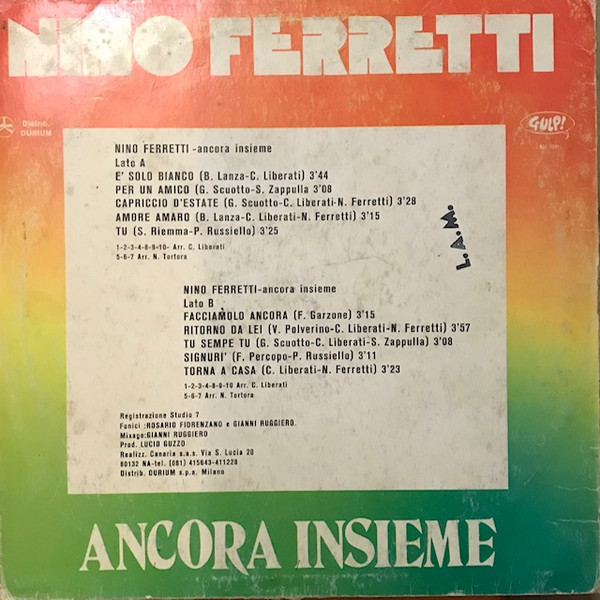 NINO FERRETTI
Distrib.
DURIUM
GULP!
NINO FERRETTI -ancora insieme
Lato A
E' SOLO BIANCO (B. Lanza-C. Liberati) 3'44
PER UN AMICO (G. Scuotto-S. Zappulla) 3'08
CAPRICCIO D'ESTATE (G. Scuotto-C. Liberati-N. Ferretti) 3'28
AMORE AMARO (B. Lanza-C. Liberati-N. Ferretti) 3'15
TU (S. Riemma-P. Russiello) 3'25
1-2-3-4-8-9-10- Arr. C. Liberati
5-6-7 Arr. N. Tortora
L.A.M.
NINO FERRETTI-ancora insieme
Lato B
FACCIAMOLO ANCORA (F. Garzone) 3'15
RITORNO DA LEI (V. Polverino-C. Liberati-N. Ferretti) 3'57
TU SEMPE TU (G. Scuotto-C. Liberati-S. Zappulla) 3'08
SIGNURI' (F. Percopo-P. Russiello) 3'11
TORNA A CASA (C. Liberati-N. Ferretti) 3'23
1-2-3-4-8-9-10 Arr. C. Liberati
5-6-7 Arr. N. Tortora
Registrazione Studio 7
Fonici :ROSARIO FIORENZANO e GIANNI RUGGIERO.
Mixage:GIANNI RUGGIERO
Prod. LUCIO GUZZO
Realizz. Canaria s.a.s. Via S. Lucia 20
80132 NA-tel. (081) 415643-411228
Distrib. DURIUM s.p.a. Milano
ANCORA INSIEME